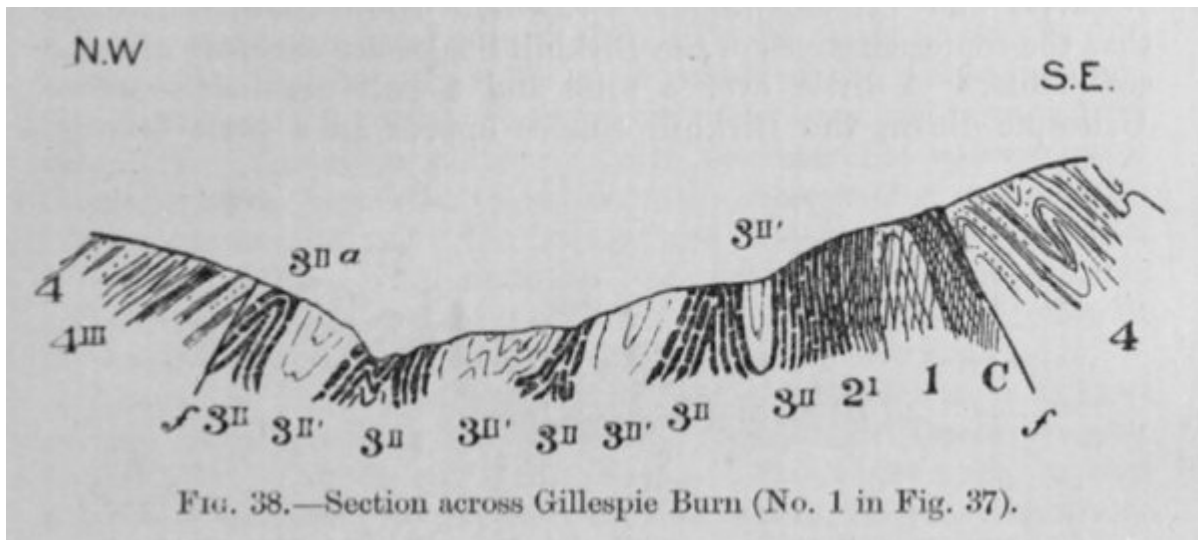 N.W
S.E.
3II a
3II'
4
4III
4
f 3II 3II' 3II 3II' 3II 3II' 3II 3II 2I 1 C f
FIG. 38.—Section across Gillespie Burn (No. 1 in Fig. 37).